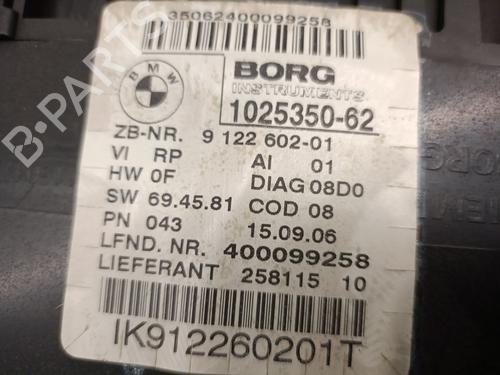 35062400099258
BMW
BORG
INSTRUMENTS
1025350-62
ZB-NR. 9 122 602-01
VI RP AI 01
HW 0F DIAG 08D0
SW 69.45.81 COD 08
PN 043 15.09.06
LFND. NR. 400099258
LIEFERANT 258115 10
IK912260201T
B-PARTS
BORG